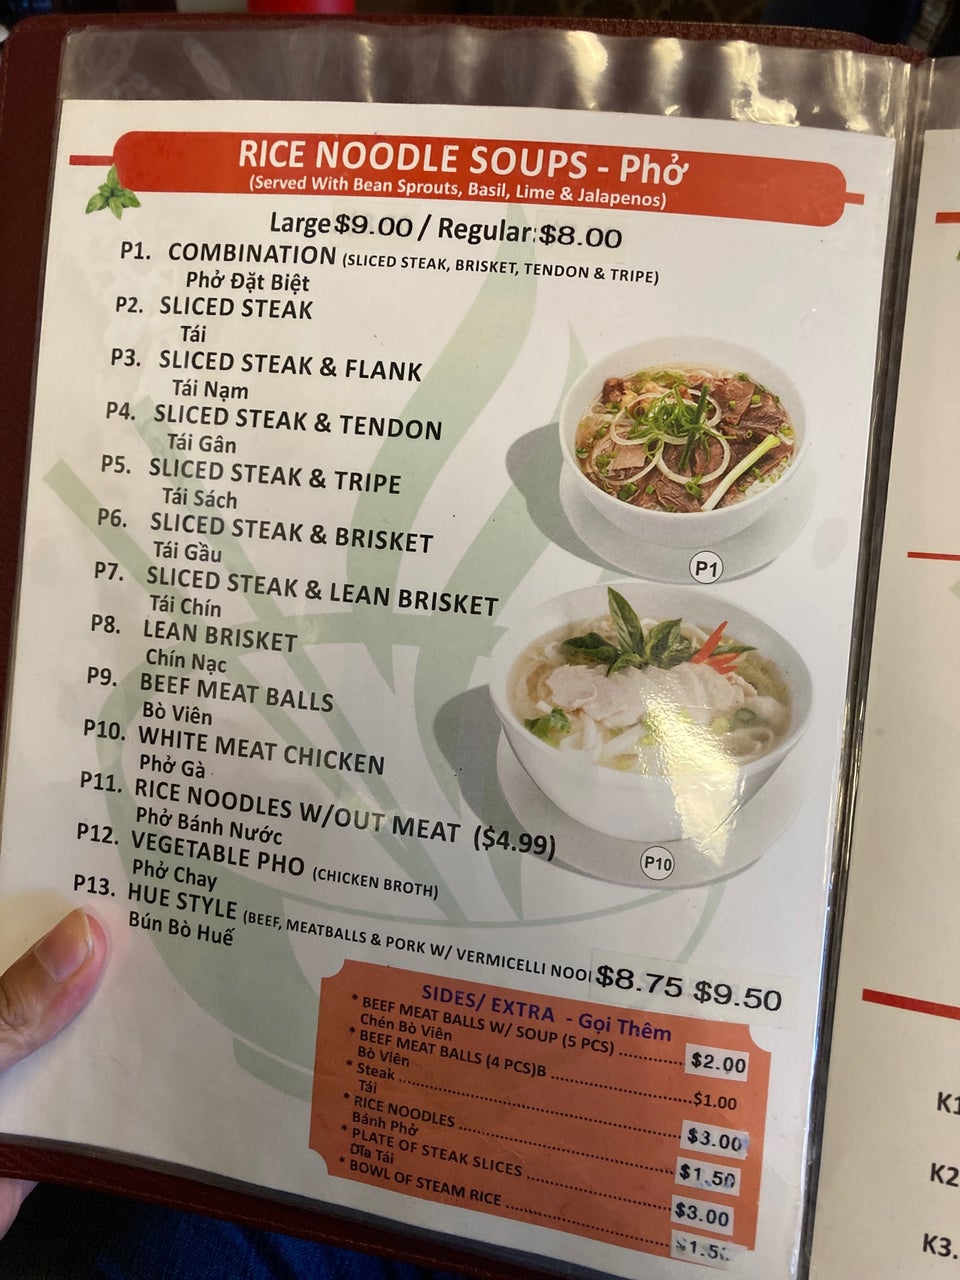 RICE NOODLE SOUPS - Phở
(Served With Bean Sprouts, Basil, Lime & Jalapenos)
Large $9.00 / Regular: $8.00
P1. COMBINATION (SLICED STEAK, BRISKET, TENDON & TRIPE)
Phở Đặt Biệt
P2. SLICED STEAK
Tái
P3. SLICED STEAK & FLANK
Tái Nạm
P4. SLICED STEAK & TENDON
Tái Gân
P5. SLICED STEAK & TRIPE
Tái Sách
P6. SLICED STEAK & BRISKET
Tái Gầu
P7. SLICED STEAK & LEAN BRISKET
Tái Chín
P8. LEAN BRISKET
Chín Nạc
P9. BEEF MEAT BALLS
Bò Viên
P10. WHITE MEAT CHICKEN
Phở Gà
P11. RICE NOODLES W/OUT MEAT ($4.99)
Phở Bánh Nước
P12. VEGETABLE PHO (CHICKEN BROTH)
Phở Chay
P13. HUE STYLE (BEEF, MEATBALLS & PORK W/ VERMICELLI NOO $8.75 $9.50
Bún Bò Huế
P1
P10
SIDES/ EXTRA - Gọi Thêm
* BEEF MEAT BALLS W/ SOUP (5 PCS) ........ $2.00
Chén Bò Viên
* BEEF MEAT BALLS (4 PCS)B ........ $1.00
Bò Viên
* Steak ........ $3.00
Tái
* RICE NOODLES ........ $1.50
Bánh Phở
* PLATE OF STEAK SLICES ........ $3.00
Dĩa Tái
* BOWL OF STEAM RICE ........ $1.50
K1
K2
K3.